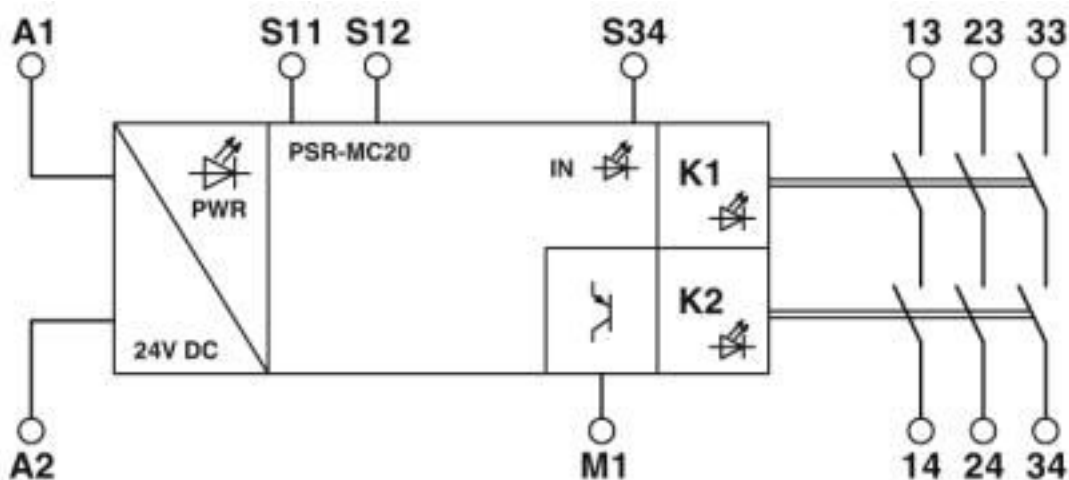 A1 S11 S12 S34 13 23 33
PSR-MC20
IN
K1
PWR
K2
24V DC
A2 M1 14 24 34